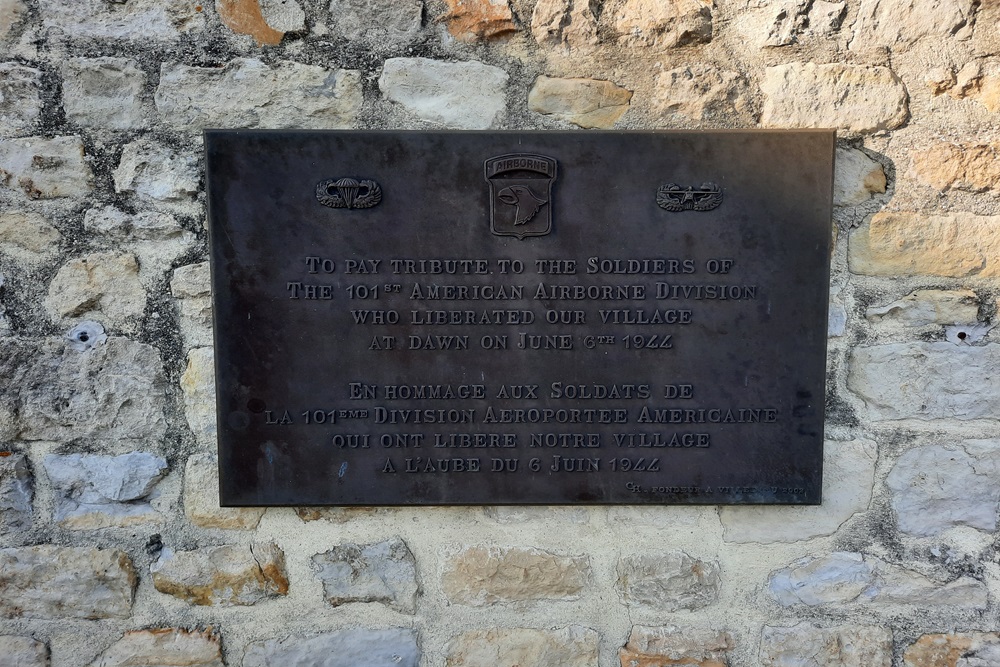 AIRBORNE
TO PAY TRIBUTE TO THE SOLDIERS OF
THE 101ST AMERICAN AIRBORNE DIVISION
WHO LIBERATED OUR VILLAGE
AT DAWN ON JUNE 6TH 1944
EN HOMMAGE AUX SOLDATS DE
LA 101EME DIVISION AEROPORTEE AMERICAINE
QUI ONT LIBERE NOTRE VILLAGE
A L'AUBE DU 6 JUIN 1944